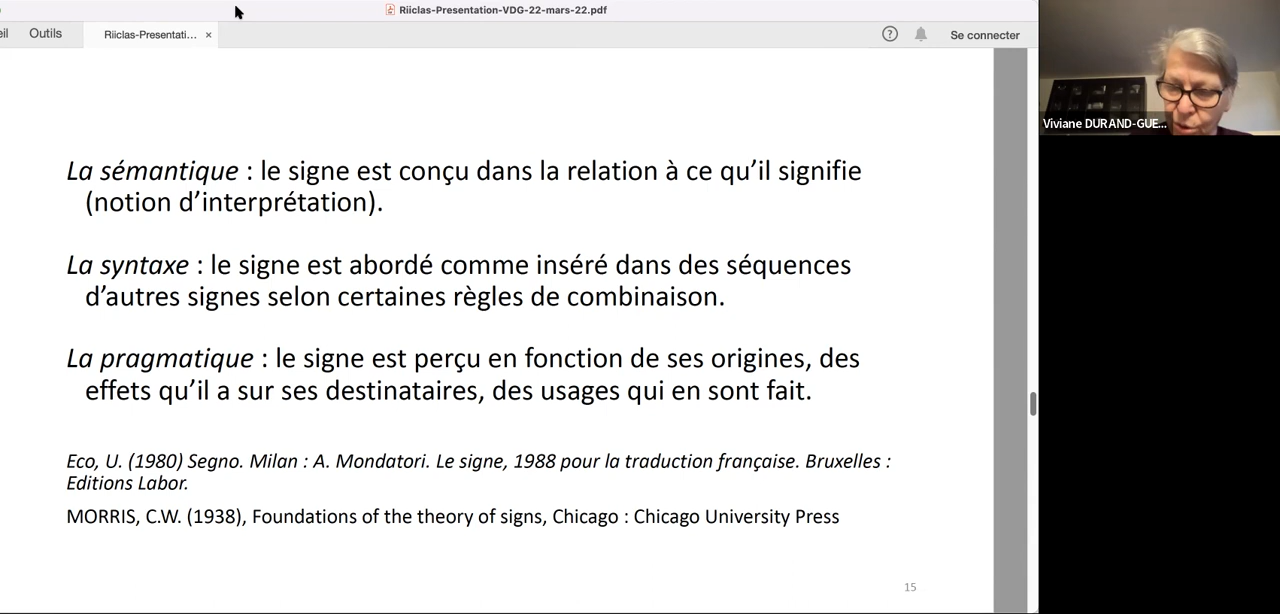 Riiclas-Presentation-VDG-22-mars-22.pdf
eil Outils Riiclas-Presentati... × ? Se connecter
Viviane DURAND-GUE...
La sémantique : le signe est conçu dans la relation à ce qu’il signifie
(notion d’interprétation).
La syntaxe : le signe est abordé comme inséré dans des séquences
d’autres signes selon certaines règles de combinaison.
La pragmatique : le signe est perçu en fonction de ses origines, des
effets qu’il a sur ses destinataires, des usages qui en sont fait.
Eco, U. (1980) Segno. Milan : A. Mondatori. Le signe, 1988 pour la traduction française. Bruxelles :
Editions Labor.
MORRIS, C.W. (1938), Foundations of the theory of signs, Chicago : Chicago University Press
15